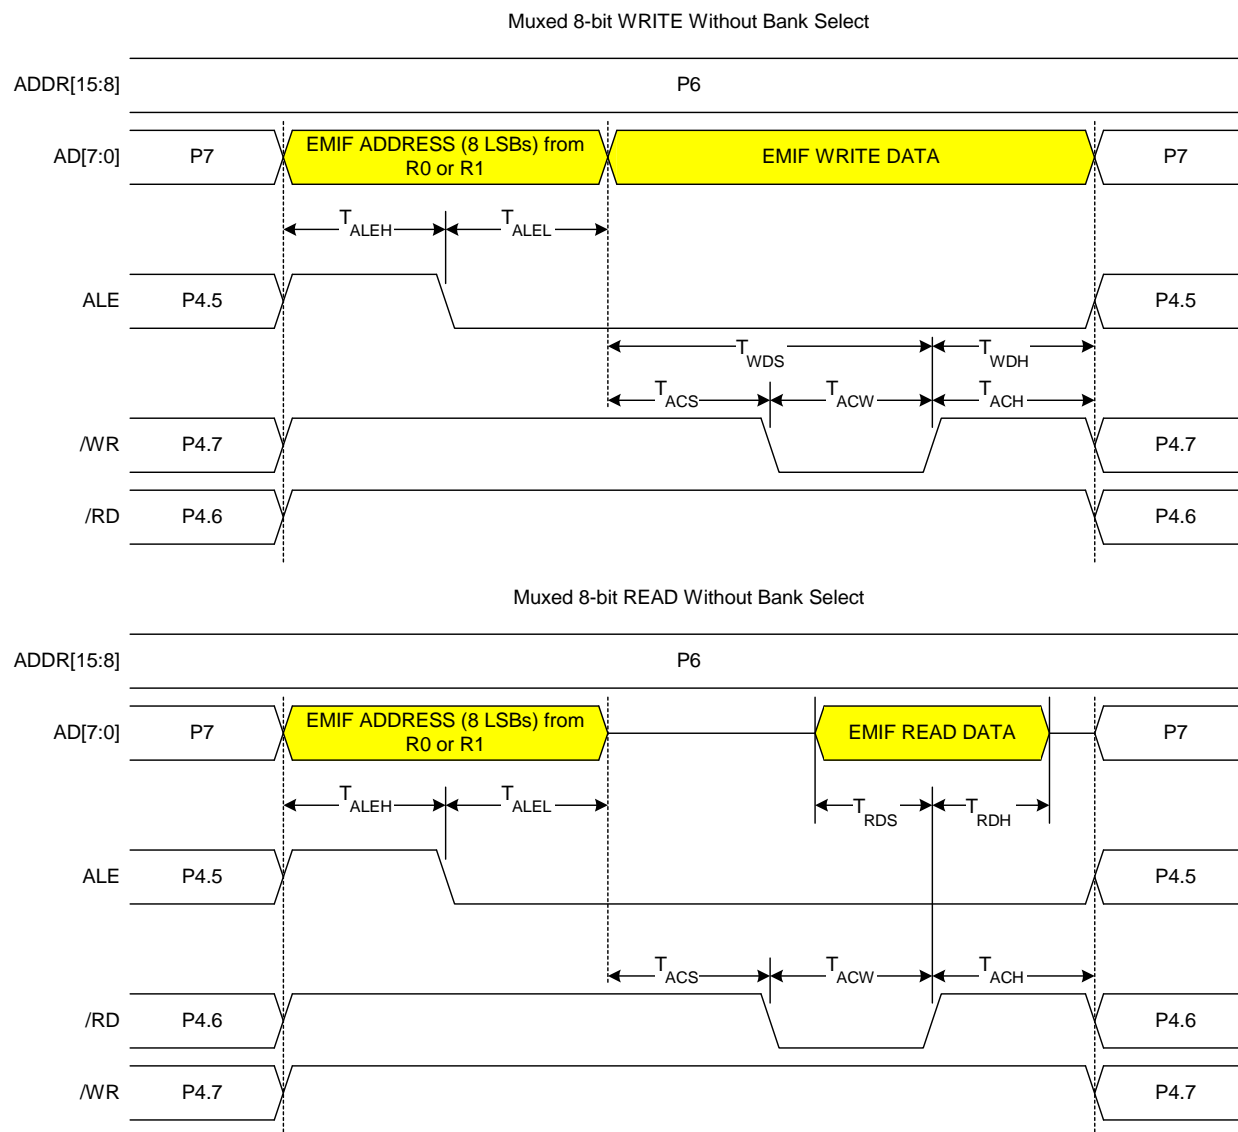 Muxed 8-bit WRITE Without Bank Select
ADDR[15:8] P6
AD[7:0] P7 EMIF ADDRESS (8 LSBs) from R0 or R1 EMIF WRITE DATA P7
TALEH TALEL
ALE P4.5 P4.5
TWDS TWDH
TACS TACW TACH
/WR P4.7 P4.7
/RD P4.6 P4.6
Muxed 8-bit READ Without Bank Select
ADDR[15:8] P6
AD[7:0] P7 EMIF ADDRESS (8 LSBs) from R0 or R1 EMIF READ DATA P7
TALEH TALEL TRDS TRDH
ALE P4.5 P4.5
TACS TACW TACH
/RD P4.6 P4.6
/WR P4.7 P4.7